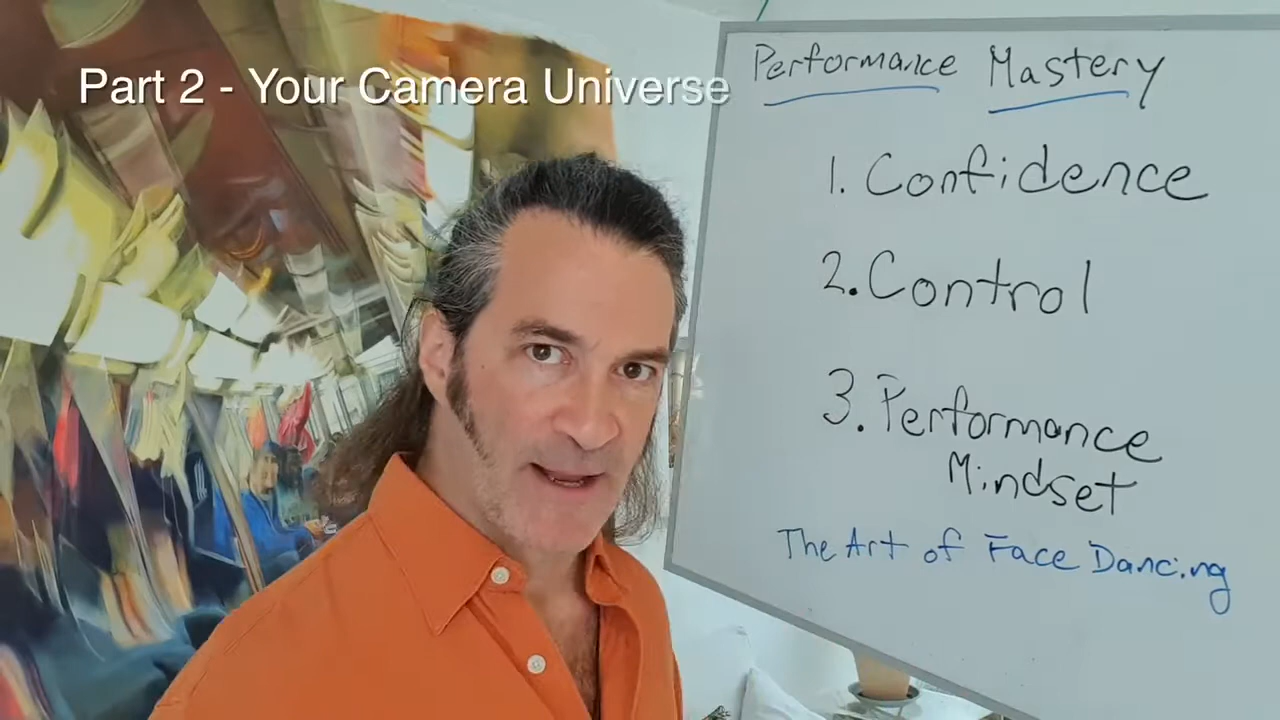 Part 2 - Your Camera Universe
Performance Mastery
1. Confidence
2. Control
3. Performance
Mindset
The Art of Face Dancing